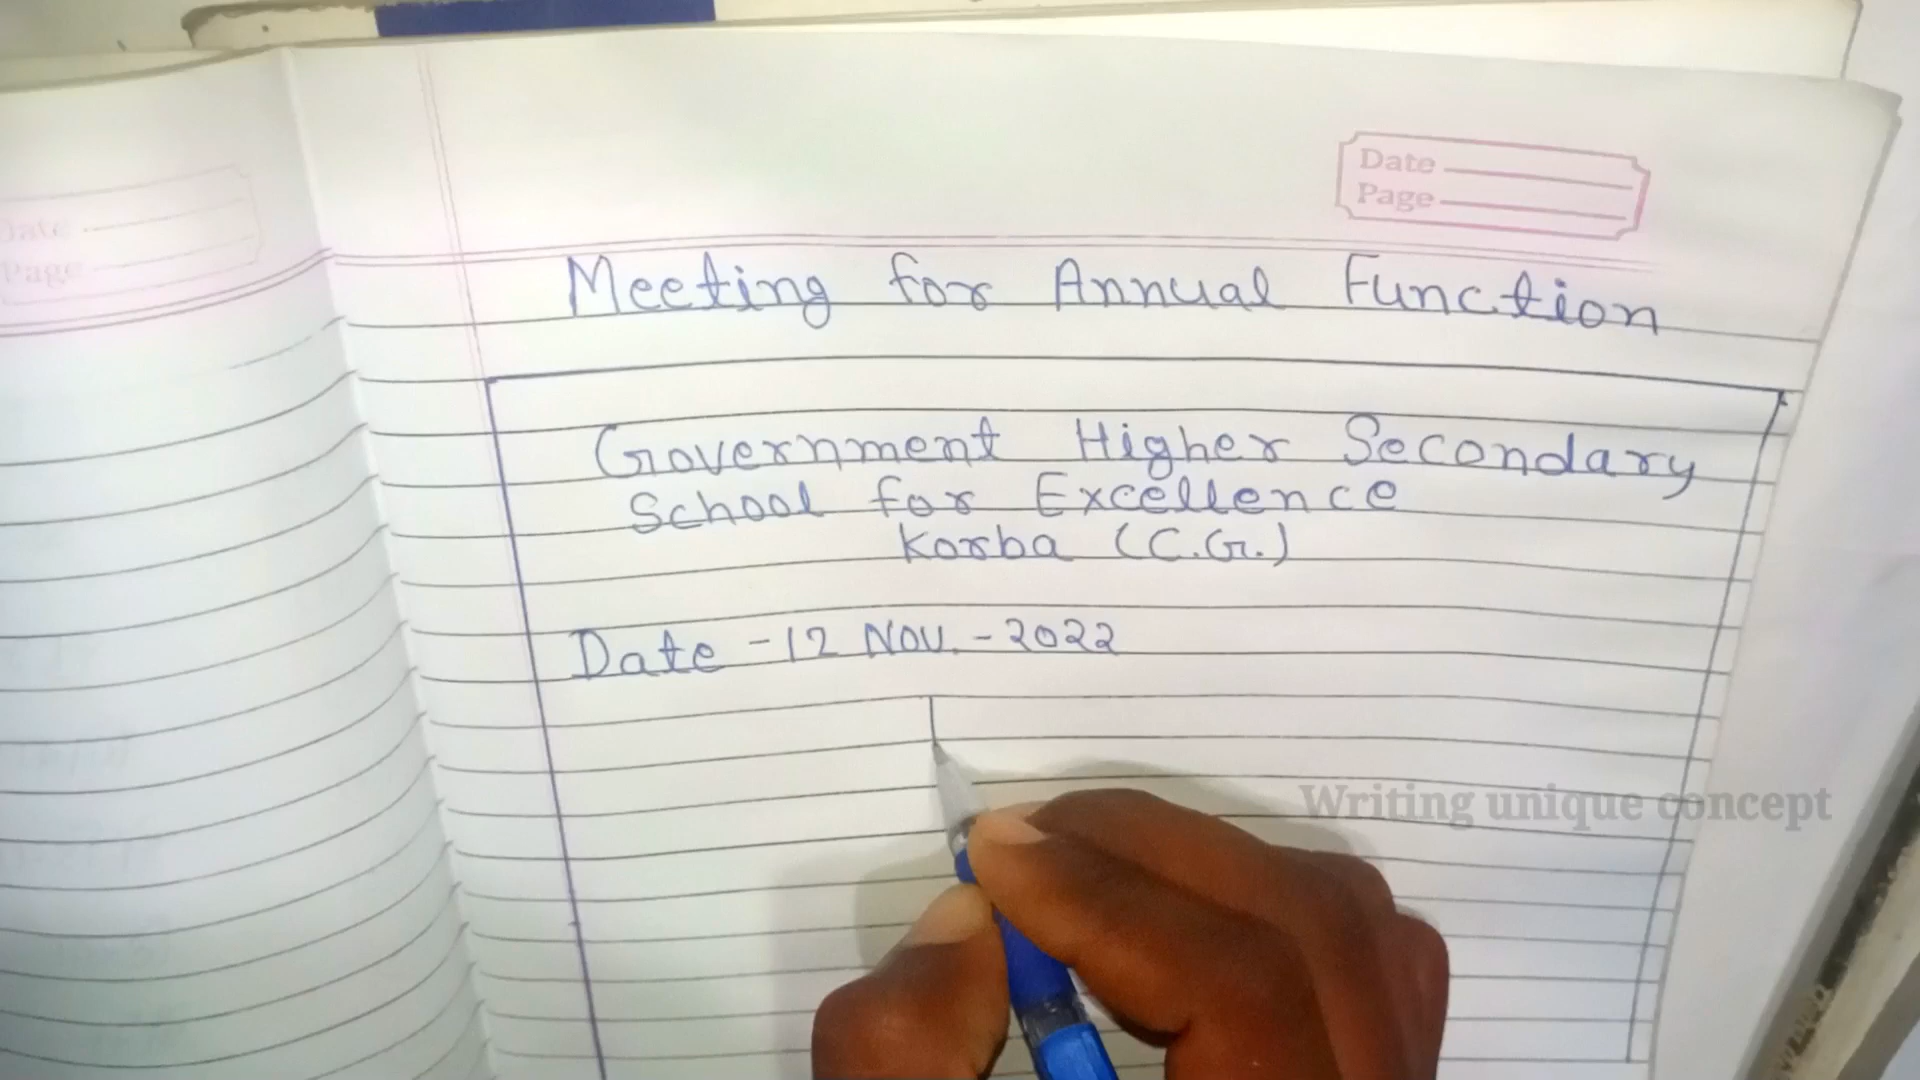 Date
Page
Date
Page
Meeting for Annual Function
Government Higher Secondary
School for Excellence
Korba (C.G.)
Date - 12 Nov. - 2022
Writing unique concept